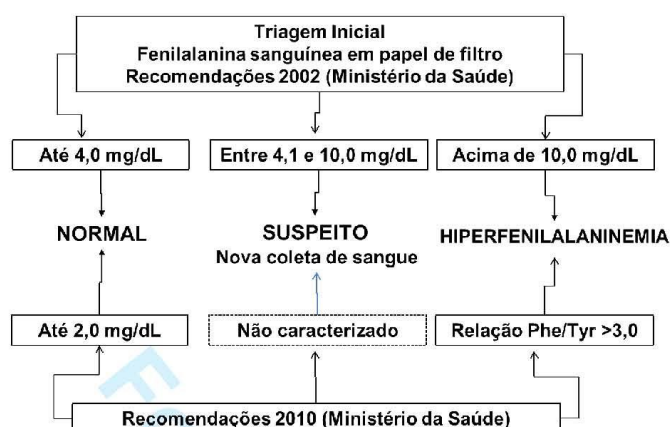 Triagem Inicial
Fenilalanina sanguínea em papel de filtro
Recomendações 2002 (Ministério da Saúde)
Até 4,0 mg/dL
Entre 4,1 e 10,0 mg/dL
Acima de 10,0 mg/dL
NORMAL
SUSPEITO
Nova coleta de sangue
HIPERFENILALANINEMIA
Até 2,0 mg/dL
Não caracterizado
Relação Phe/Tyr >3,0
Recomendações 2010 (Ministério da Saúde)